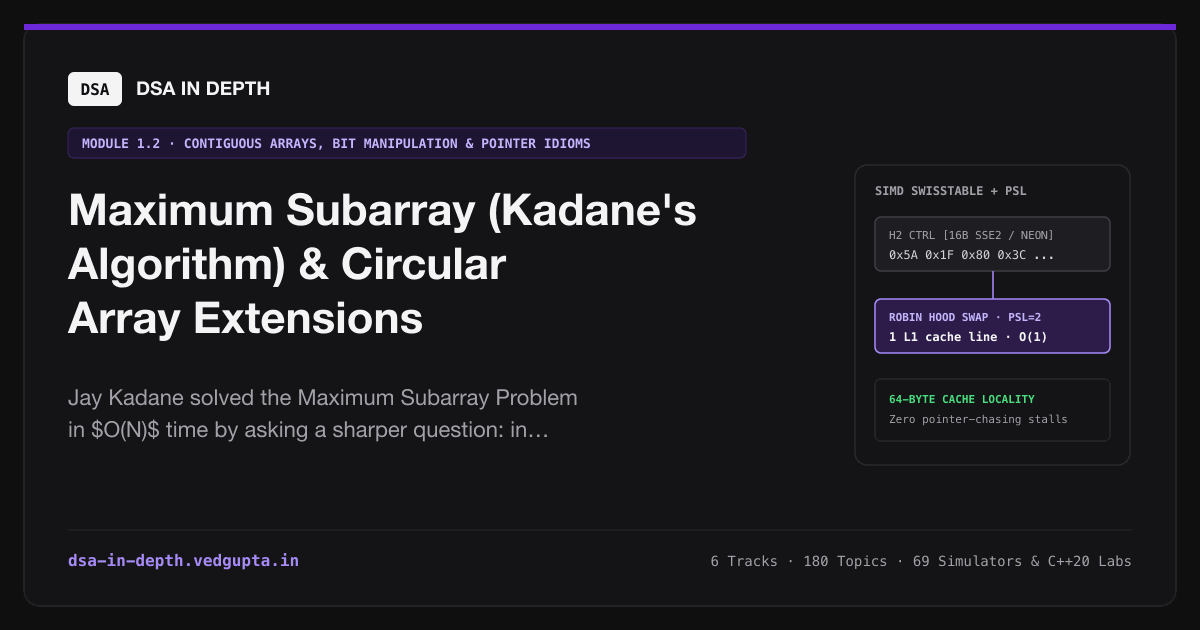 DSA
DSA IN DEPTH
MODULE 1.2 · CONTIGUOUS ARRAYS, BIT MANIPULATION & POINTER IDIOMS
Maximum Subarray (Kadane's
Algorithm) & Circular
Array Extensions
Jay Kadane solved the Maximum Subarray Problem
in $O(N)$ time by asking a sharper question: in…
SIMD SWISSTABLE + PSL
H2 CTRL [16B SSE2 / NEON]
0x5A 0x1F 0x80 0x3C ...
ROBIN HOOD SWAP · PSL=2
1 L1 cache line · O(1)
64-BYTE CACHE LOCALITY
Zero pointer-chasing stalls
dsa-in-depth.vedgupta.in
6 Tracks · 180 Topics · 69 Simulators & C++20 Labs